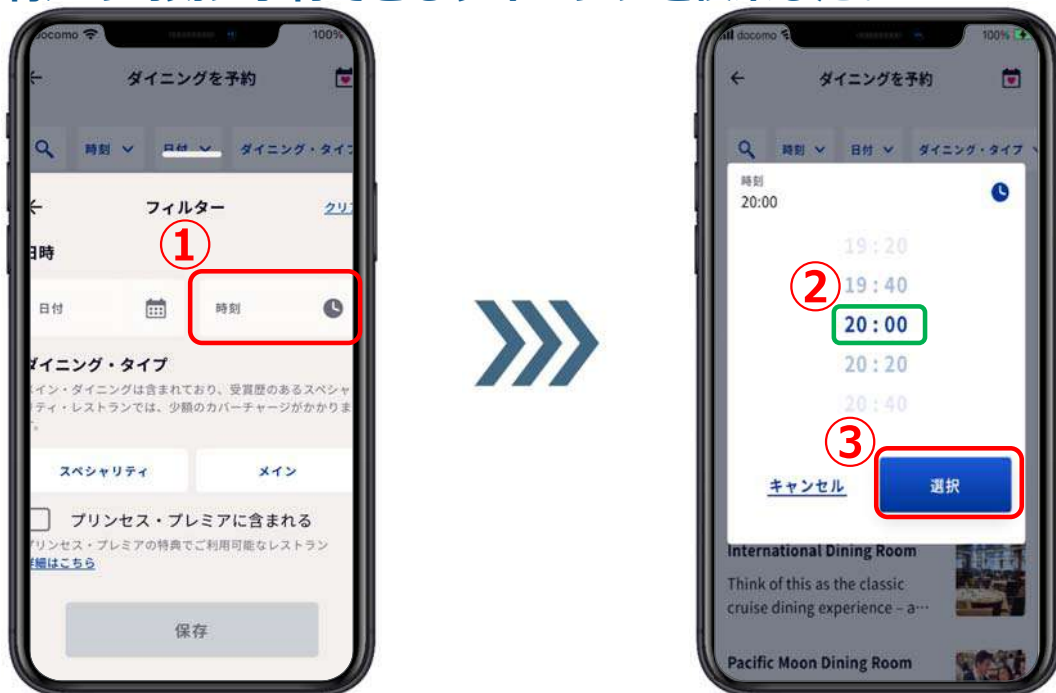 docomo
100%
ダイニングを予約
時刻
日付
ダイニング・タイ
フィルター
クリ
日時
①
日付
時刻
ダイニング・タイプ
メイン・ダイニングは含まれており、受賞歴のあるスペシャ
リティ・レストランでは、少額のカバーチャージがかかりま
す。
スペシャリティ
メイン
プリンセス・プレミアに含まれる
プリンセス・プレミアの特典でご利用可能なレストラン
詳細はこちら
保存
docomo
100%
ダイニングを予約
時刻
日付
ダイニング・タイプ
時刻
20:00
19:20
②
19:40
20:00
20:20
20:40
③
キャンセル
選択
International Dining Room
Think of this as the classic
cruise dining experience – a…
Pacific Moon Dining Room